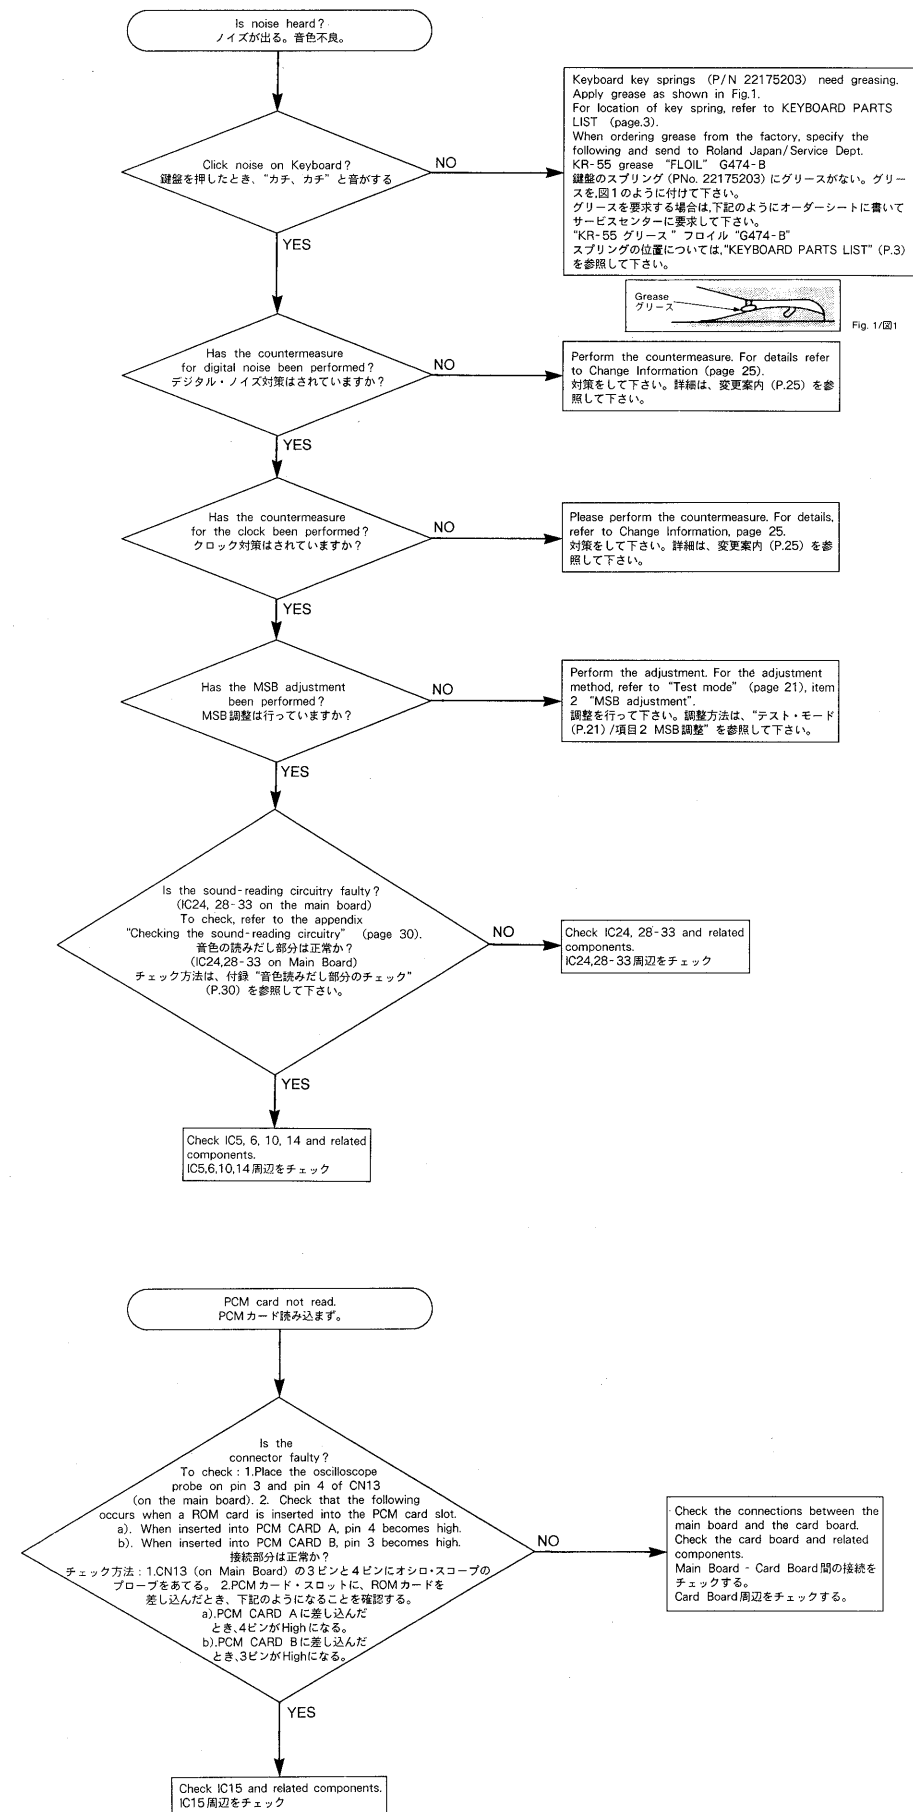 Is noise heard?
ノイズが出る。音色不良。
Click noise on Keyboard?
鍵盤を押したとき、“カチ、カチ”と音がする
NO
Keyboard key springs (P/N 22175203) need greasing.
Apply grease as shown in Fig.1.
For location of key spring, refer to KEYBOARD PARTS
LIST (page.3).
When ordering grease from the factory, specify the
following and send to Roland Japan/Service Dept.
KR-55 grease “FLOIL” G474-B
鍵盤のスプリング (PNo. 22175203) にグリースがない。グリー
スを,図1のように付けて下さい。
グリースを要求する場合は,下記のようにオーダーシートに書いて
サービスセンターに要求して下さい。
“KR-55 グリース” フロイル “G474-B”
スプリングの位置については,“KEYBOARD PARTS LIST” (P.3)
を参照して下さい。
Grease
グリース
Fig. 1/図1
YES
Has the countermeasure
for digital noise been performed?
デジタル・ノイズ対策はされていますか?
NO
Perform the countermeasure. For details refer
to Change Information (page 25).
対策をして下さい。詳細は、変更案内 (P.25) を参
照して下さい。
YES
Has the countermeasure
for the clock been performed?
クロック対策はされていますか?
NO
Please perform the countermeasure. For details,
refer to Change Information, page 25.
対策をして下さい。詳細は、変更案内 (P.25) を参
照して下さい。
YES
Has the MSB adjustment
been performed?
MSB調整は行っていますか?
NO
Perform the adjustment. For the adjustment
method, refer to “Test mode” (page 21), item
2 “MSB adjustment”.
調整を行って下さい。調整方法は、“テスト・モード
(P.21) /項目2 MSB調整” を参照して下さい。
YES
Is the sound-reading circuitry faulty?
(IC24, 28-33 on the main board)
To check, refer to the appendix
“Checking the sound-reading circuitry” (page 30).
音色の読みだし部分は正常か?
(IC24,28-33 on Main Board)
チェック方法は、付録 “音色読みだし部分のチェック”
(P.30) を参照して下さい。
NO
Check IC24, 28-33 and related
components.
IC24,28-33周辺をチェック
YES
Check IC5, 6, 10, 14 and related
components.
IC5,6,10,14周辺をチェック
PCM card not read.
PCMカード読み込まず。
Is the
connector faulty?
To check : 1.Place the oscilloscope
probe on pin 3 and pin 4 of CN13
(on the main board). 2. Check that the following
occurs when a ROM card is inserted into the PCM card slot.
a). When inserted into PCM CARD A, pin 4 becomes high.
b). When inserted into PCM CARD B, pin 3 becomes high.
接続部分は正常か?
チェック方法 : 1.CN13 (on Main Board) の3ピンと4ピンにオシロ・スコープの
プローブをあてる。 2.PCMカード・スロットに、ROMカードを
差し込んだとき、下記のようになることを確認する。
a).PCM CARD Aに差し込んだ
とき,4ピンがHighになる。
b).PCM CARD Bに差し込んだ
とき,3ピンがHighになる。
NO
Check the connections between the
main board and the card board.
Check the card board and related
components.
Main Board - Card Board間の接続を
チェックする。
Card Board周辺をチェックする。
YES
Check IC15 and related components.
IC15周辺をチェック